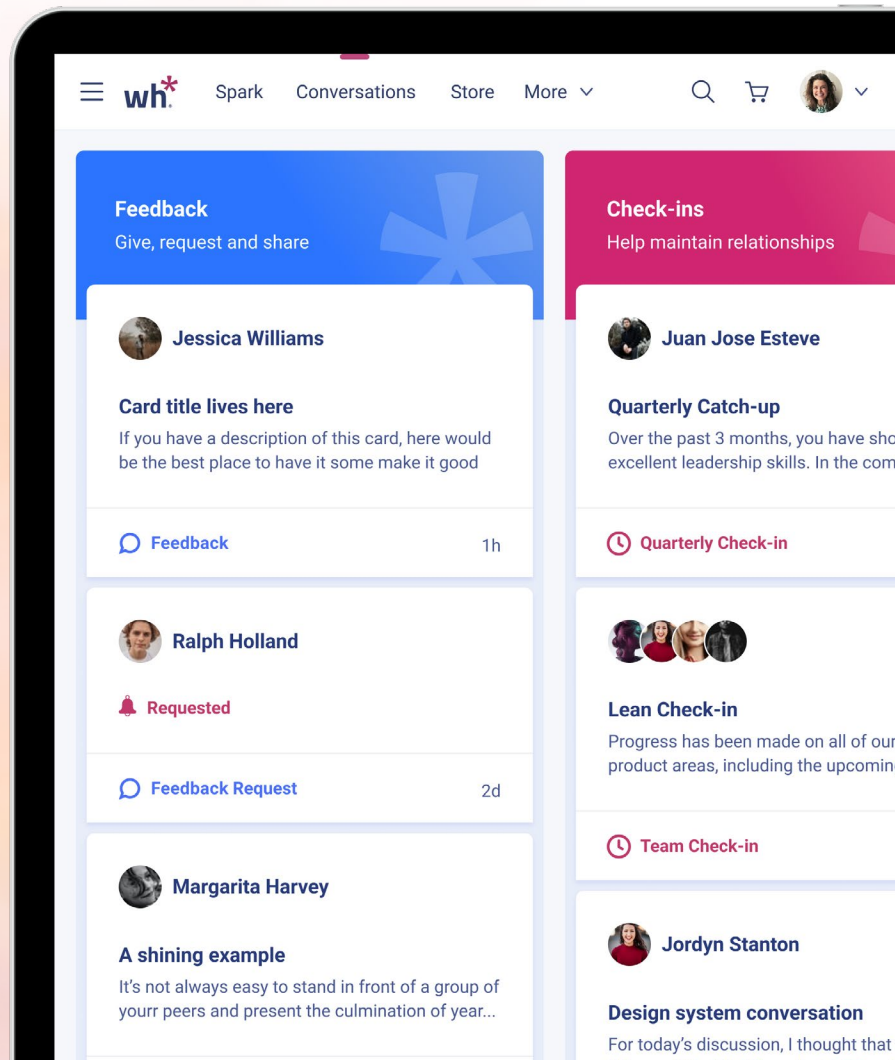 wh*
Spark
Conversations
Store
More
Feedback
Give, request and share
Jessica Williams
Card title lives here
If you have a description of this card, here would
be the best place to have it some make it good
Feedback
1h
Ralph Holland
Requested
Feedback Request
2d
Margarita Harvey
A shining example
It's not always easy to stand in front of a group of
yourr peers and present the culmination of year...
Check-ins
Help maintain relationships
Juan Jose Esteve
Quarterly Catch-up
Over the past 3 months, you have sho
excellent leadership skills. In the com
Quarterly Check-in
Lean Check-in
Progress has been made on all of our
product areas, including the upcomin
Team Check-in
Jordyn Stanton
Design system conversation
For today's discussion, I thought that